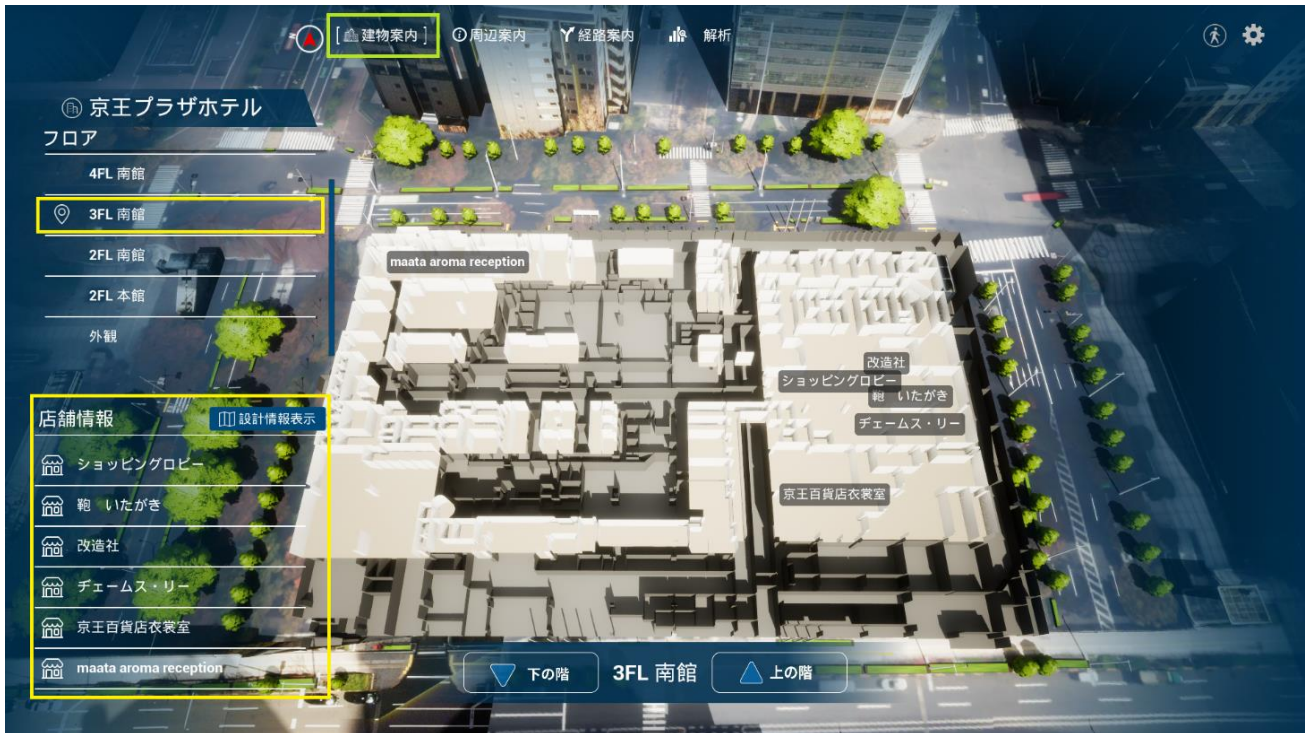 建物案内
周辺案内
経路案内
解析
京王プラザホテル
フロア
4FL 南館
3FL 南館
2FL 南館
2FL 本館
外観
店舗情報
設計情報表示
ショッピングロビー
鞄 いたがき
改造社
チェームス・リー
京王百貨店衣裳室
maata aroma reception
maata aroma reception
改造社
ショッピングロビー
鞄 いたがき
チェームス・リー
京王百貨店衣裳室
下の階
3FL 南館
上の階